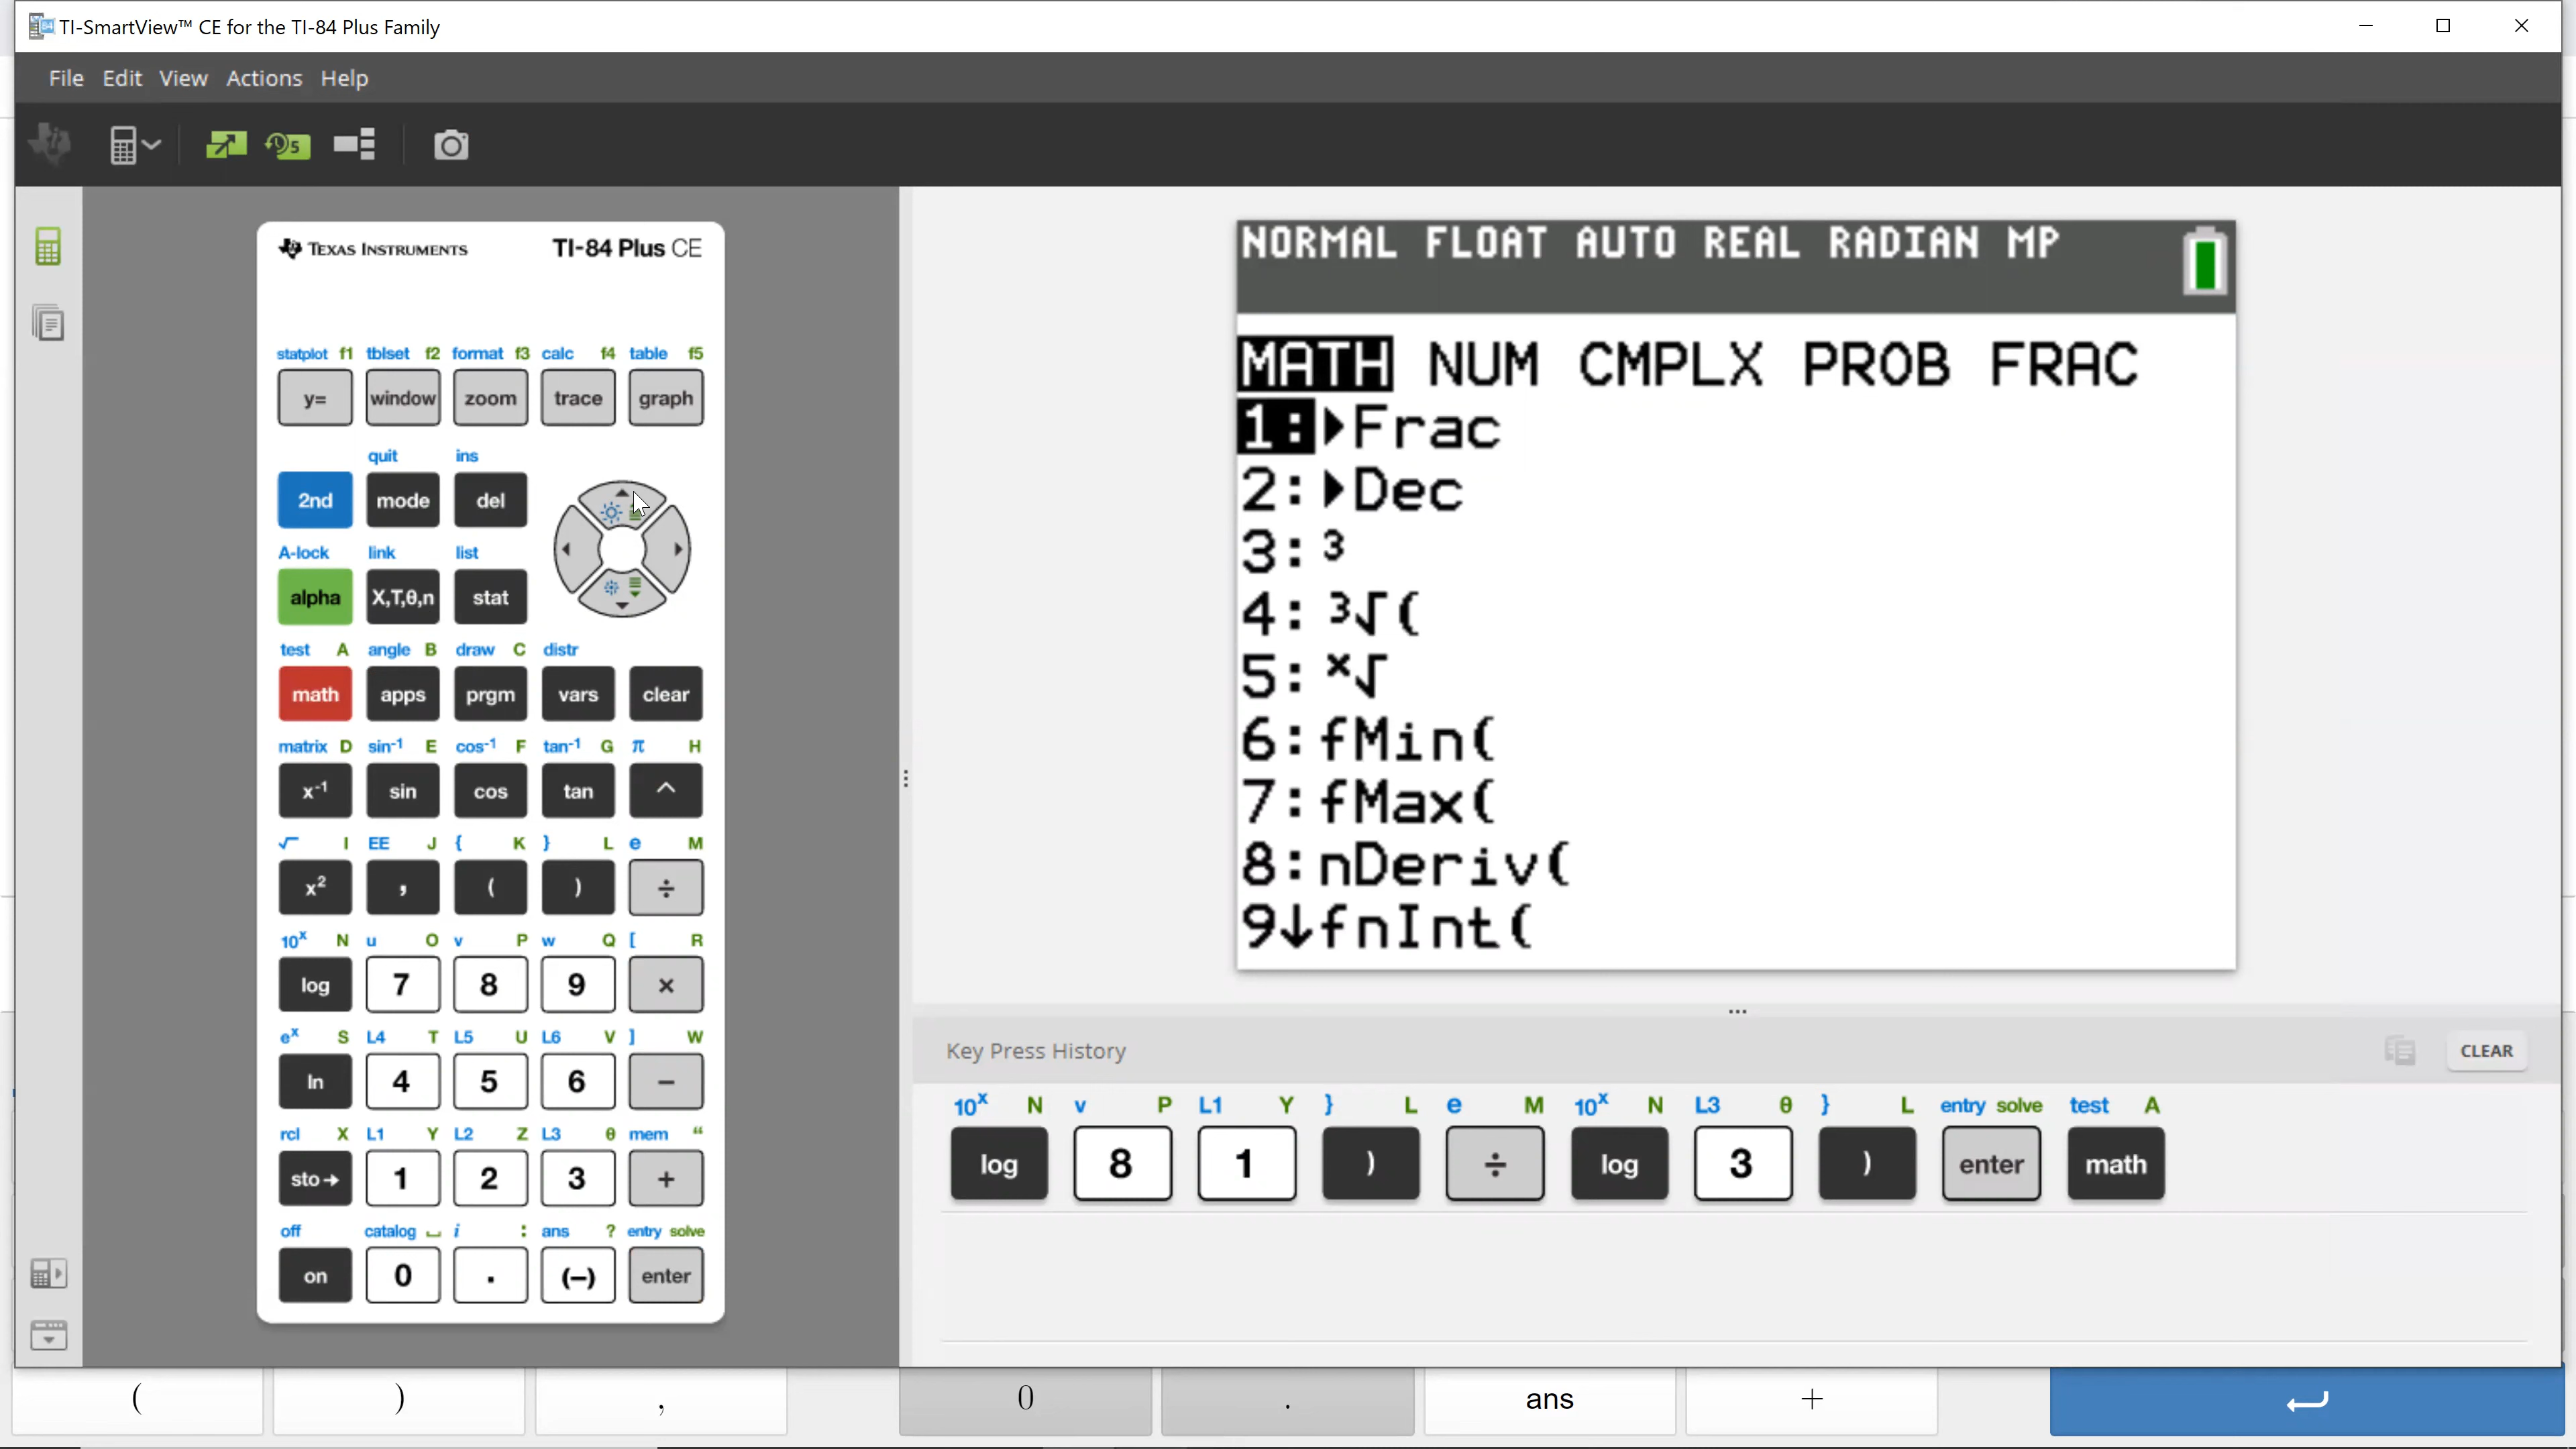 TI-SmartView™ CE for the TI-84 Plus Family
File Edit View Actions Help
TEXAS INSTRUMENTS TI-84 Plus CE
statplot f1 tblset f2 format f3 calc f4 table f5
y= window zoom trace graph
quit ins
2nd mode del
A-lock link list
alpha X,T,θ,n stat
test A angle B draw C distr
math apps prgm vars clear
matrix D sin⁻¹ E cos⁻¹ F tan⁻¹ G π H
x⁻¹ sin cos tan ^
√ I EE J { K } L e M
x² , ( ) ÷
10ˣ N u O v P w Q [ R
log 7 8 9 ×
eˣ S L4 T L5 U L6 V ] W
ln 4 5 6 −
rcl X L1 Y L2 Z L3 θ mem “
sto→ 1 2 3 +
off catalog ⎵ i : ans ? entry solve
on 0 . (−) enter
NORMAL FLOAT AUTO REAL RADIAN MP
MATH NUM CMPLX PROB FRAC
1:▶Frac
2:▶Dec
3:³
4:³√(
5:ˣ√
6:fMin(
7:fMax(
8:nDeriv(
9↓fnInt(
Key Press History CLEAR
10ˣ N v P L1 Y } L e M 10ˣ N L3 θ } L entry solve test A
log 8 1 ) ÷ log 3 ) enter math
( ) , 0 . ans +